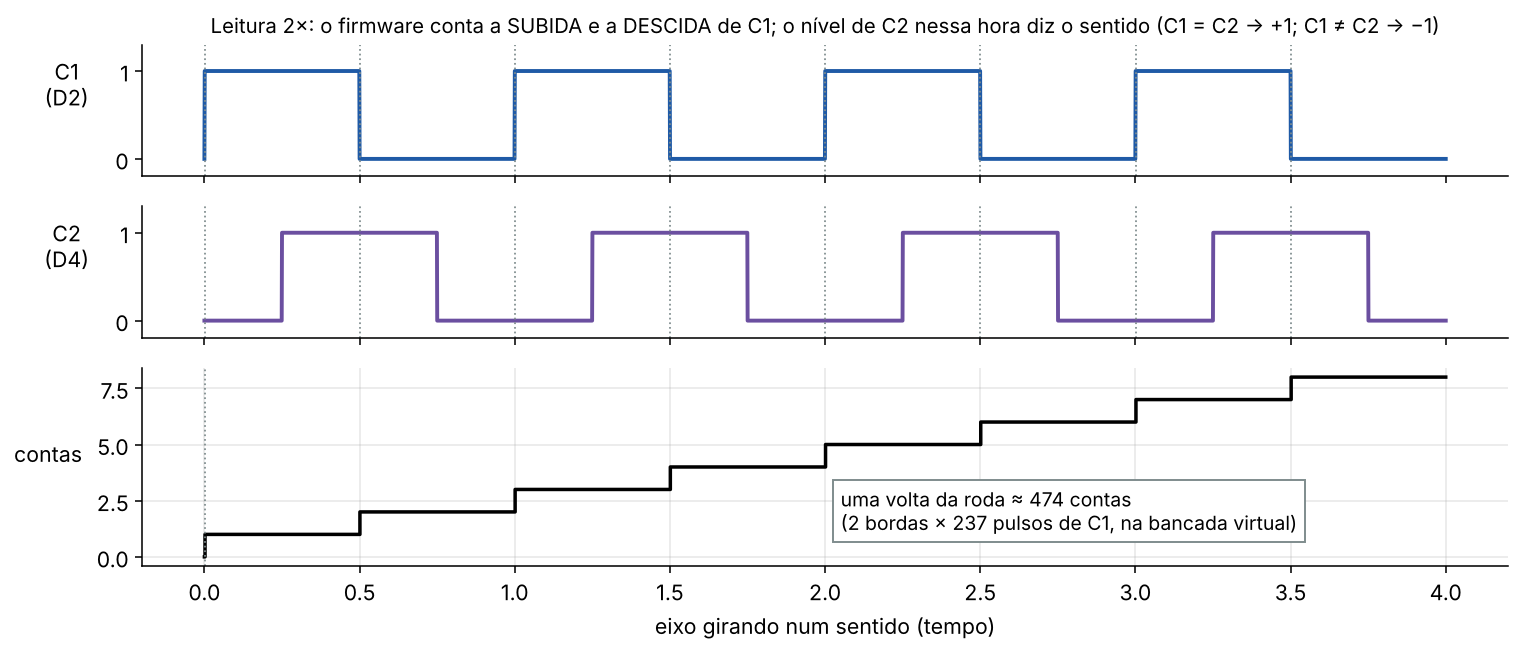 Leitura 2×: o firmware conta a SUBIDA e a DESCIDA de C1; o nível de C2 nessa hora diz o sentido (C1 = C2 → +1; C1 ≠ C2 → −1)
C1
(D2)
1
0
C2
(D4)
1
0
contas
7.5
5.0
2.5
0.0
uma volta da roda ≈ 474 contas
(2 bordas × 237 pulsos de C1, na bancada virtual)
0.0 0.5 1.0 1.5 2.0 2.5 3.0 3.5 4.0
eixo girando num sentido (tempo)